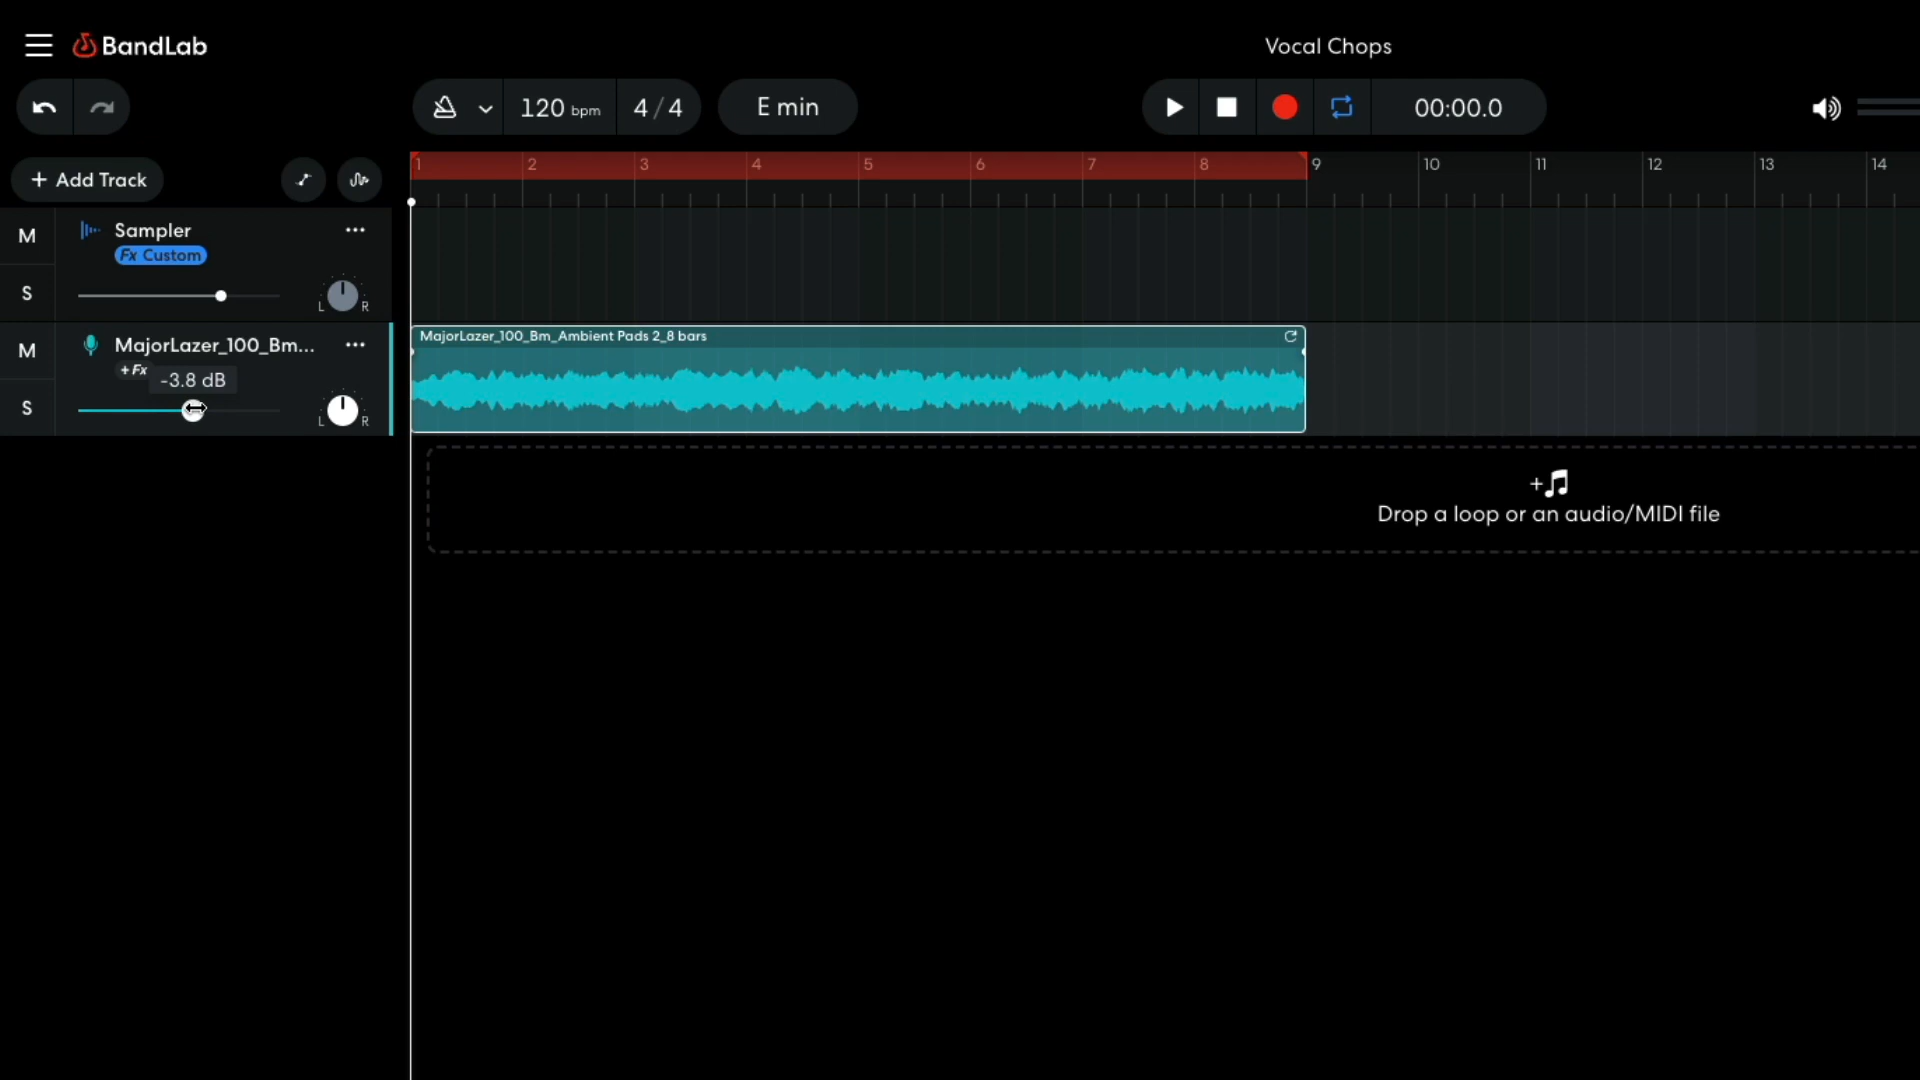 BandLab
Vocal Chops
120 bpm
4 / 4
E min
00:00.0
+ Add Track
1 2 3 4 5 6 7 8 9 10 11 12 13 14
M
Sampler
Fx Custom
S
L R
M
MajorLazer_100_Bm...
+Fx
-3.8 dB
S
L R
MajorLazer_100_Bm_Ambient Pads 2_8 bars
+
Drop a loop or an audio/MIDI file